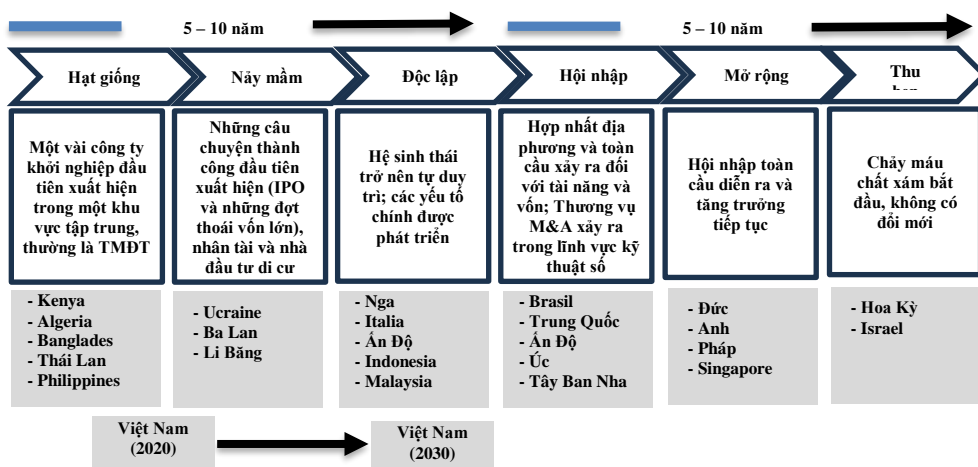 5 – 10 năm
5 – 10 năm
Hạt giống
Nảy mầm
Độc lập
Hội nhập
Mở rộng
Thu
Một vài công ty
khởi nghiệp đầu
tiên xuất hiện
trong một khu
vực tập trung,
thường là TMĐT
Những câu
chuyện thành
công đầu tiên
xuất hiện (IPO
và những đợt
thoái vốn lớn),
nhân tài và nhà
đầu tư di cư
Hệ sinh thái
trở nên tự duy
trì; các yếu tố
chính được
phát triển
Hợp nhất địa
phương và toàn
cầu xảy ra đối
với tài năng và
vốn; Thương vụ
M&A xảy ra
trong lĩnh vực kỹ
thuật số
Hội nhập toàn
cầu diễn ra và
tăng trưởng
tiếp tục
Chảy máu
chất xám bắt
đầu, không có
đổi mới
- Kenya
- Algeria
- Banglades
- Thái Lan
- Philippines
- Ucraine
- Ba Lan
- Li Băng
- Nga
- Italia
- Ấn Độ
- Indonesia
- Malaysia
- Brasil
- Trung Quốc
- Ấn Độ
- Úc
- Tây Ban Nha
- Đức
- Anh
- Pháp
- Singapore
- Hoa Kỳ
- Israel
Việt Nam
(2020)
Việt Nam
(2030)